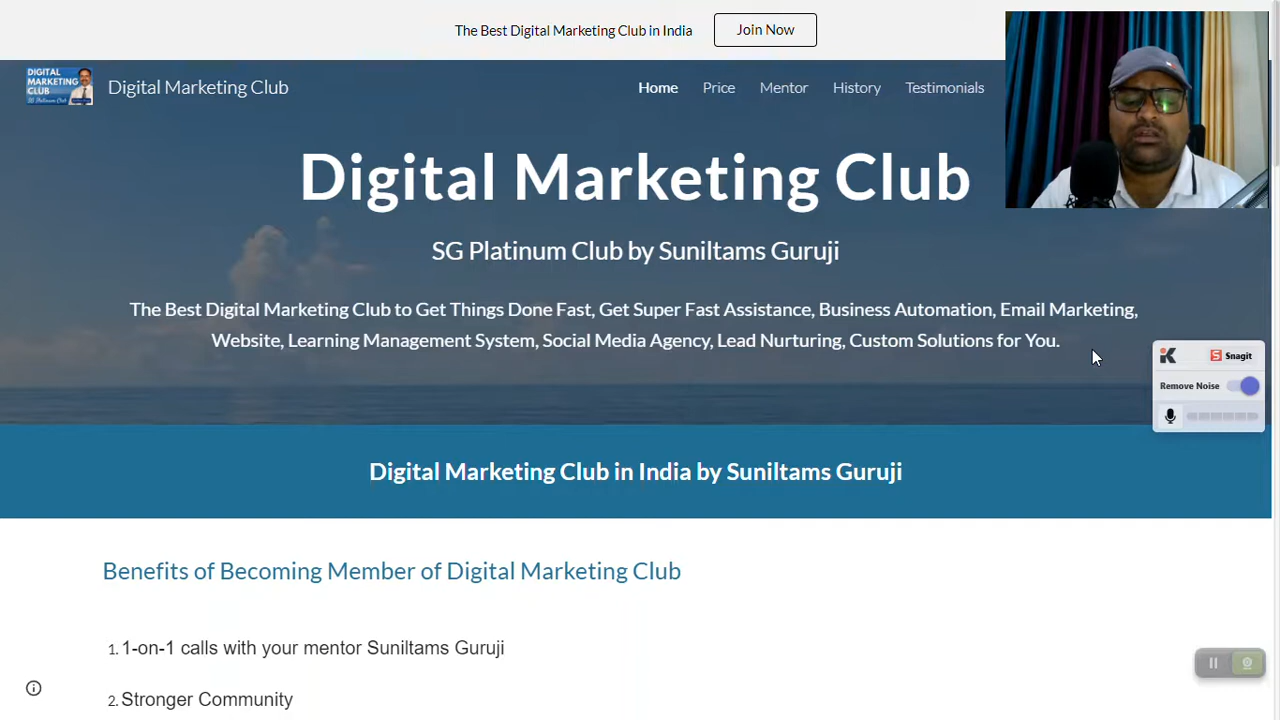 The Best Digital Marketing Club in India
Join Now
DIGITAL
MARKETING
CLUB
SG Platinum Club
Digital Marketing Club
Home
Price
Mentor
History
Testimonials
Digital Marketing Club
SG Platinum Club by Suniltams Guruji
The Best Digital Marketing Club to Get Things Done Fast, Get Super Fast Assistance, Business Automation, Email Marketing,
Website, Learning Management System, Social Media Agency, Lead Nurturing, Custom Solutions for You.
K
S Snagit
Remove Noise
Digital Marketing Club in India by Suniltams Guruji
Benefits of Becoming Member of Digital Marketing Club
1. 1-on-1 calls with your mentor Suniltams Guruji
2. Stronger Community